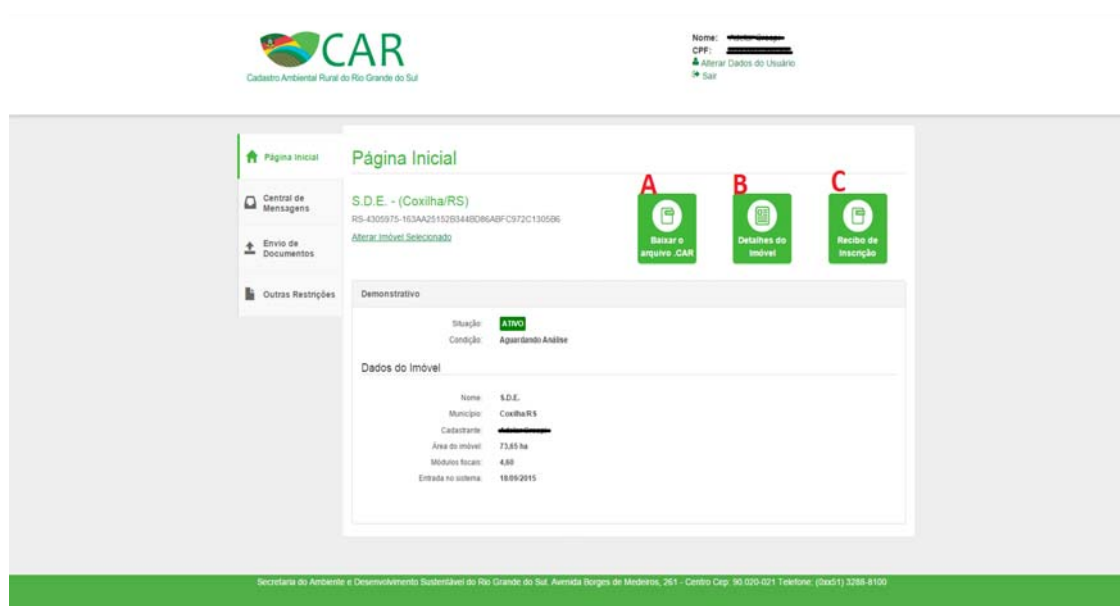 CAR
Cadastro Ambiental Rural do Rio Grande do Sul
Nome:
CPF:
Alterar Dados do Usuário
Sair
Página Inicial
Central de
Mensagens
Envio de
Documentos
Outras Restrições
Página Inicial
S.D.E. - (Coxilha/RS)
RS-4305975-163AA25152B344BD86ABFC972C1305B6
Alterar Imóvel Selecionado
A
Baixar o
arquivo .CAR
B
Detalhes do
Imóvel
C
Recibo de
Inscrição
Demonstrativo
Situação: ATIVO
Condição: Aguardando Análise
Dados do Imóvel
Nome: S.D.E.
Município: Coxilha/RS
Cadastrante:
Área do imóvel: 73,65 ha
Módulos fiscais: 4,60
Entrada no sistema: 18/09/2015
Secretaria do Ambiente e Desenvolvimento Sustentável do Rio Grande do Sul. Avenida Borges de Medeiros, 261 - Centro Cep: 90.020-021 Telefone: (0xx51) 3288-8100